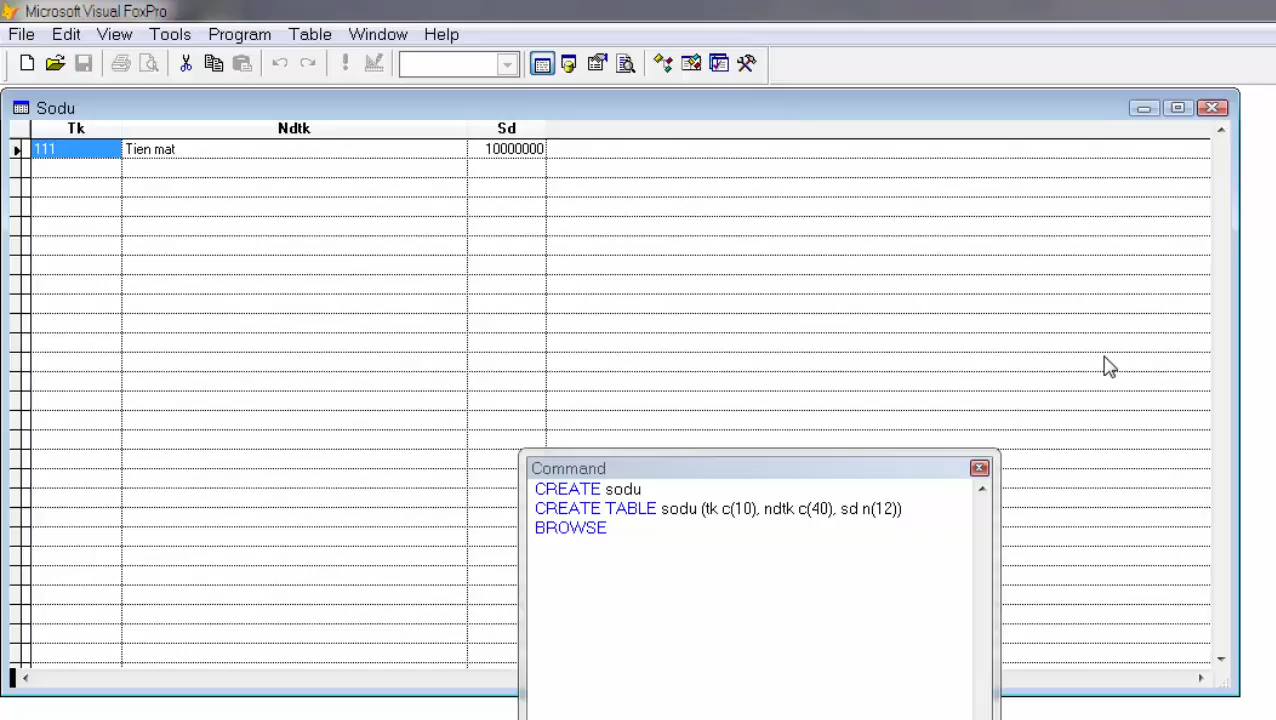 Microsoft Visual FoxPro
File Edit View Tools Program Table Window Help
Sodu
Tk Ndtk Sd
111 Tien mat 10000000
Command
CREATE sodu
CREATE TABLE sodu (tk c(10), ndtk c(40), sd n(12))
BROWSE